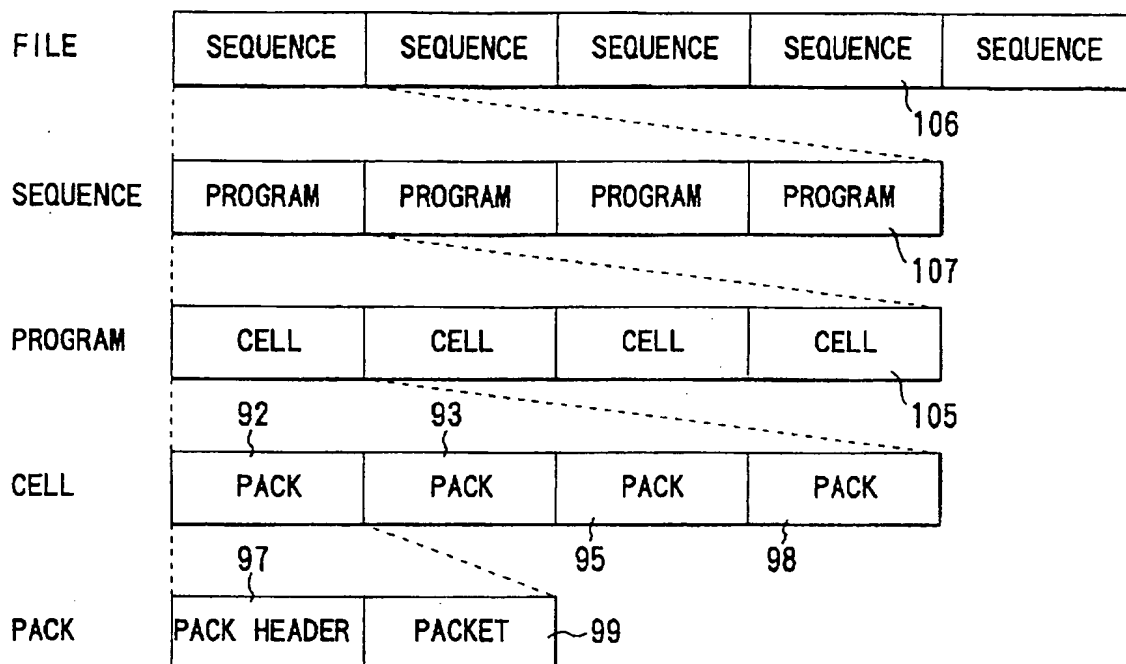 FILE SEQUENCE SEQUENCE SEQUENCE SEQUENCE SEQUENCE
106
SEQUENCE PROGRAM PROGRAM PROGRAM PROGRAM
107
PROGRAM CELL CELL CELL CELL
92 93 105
CELL PACK PACK PACK PACK
97 95 98
PACK PACK HEADER PACKET 99